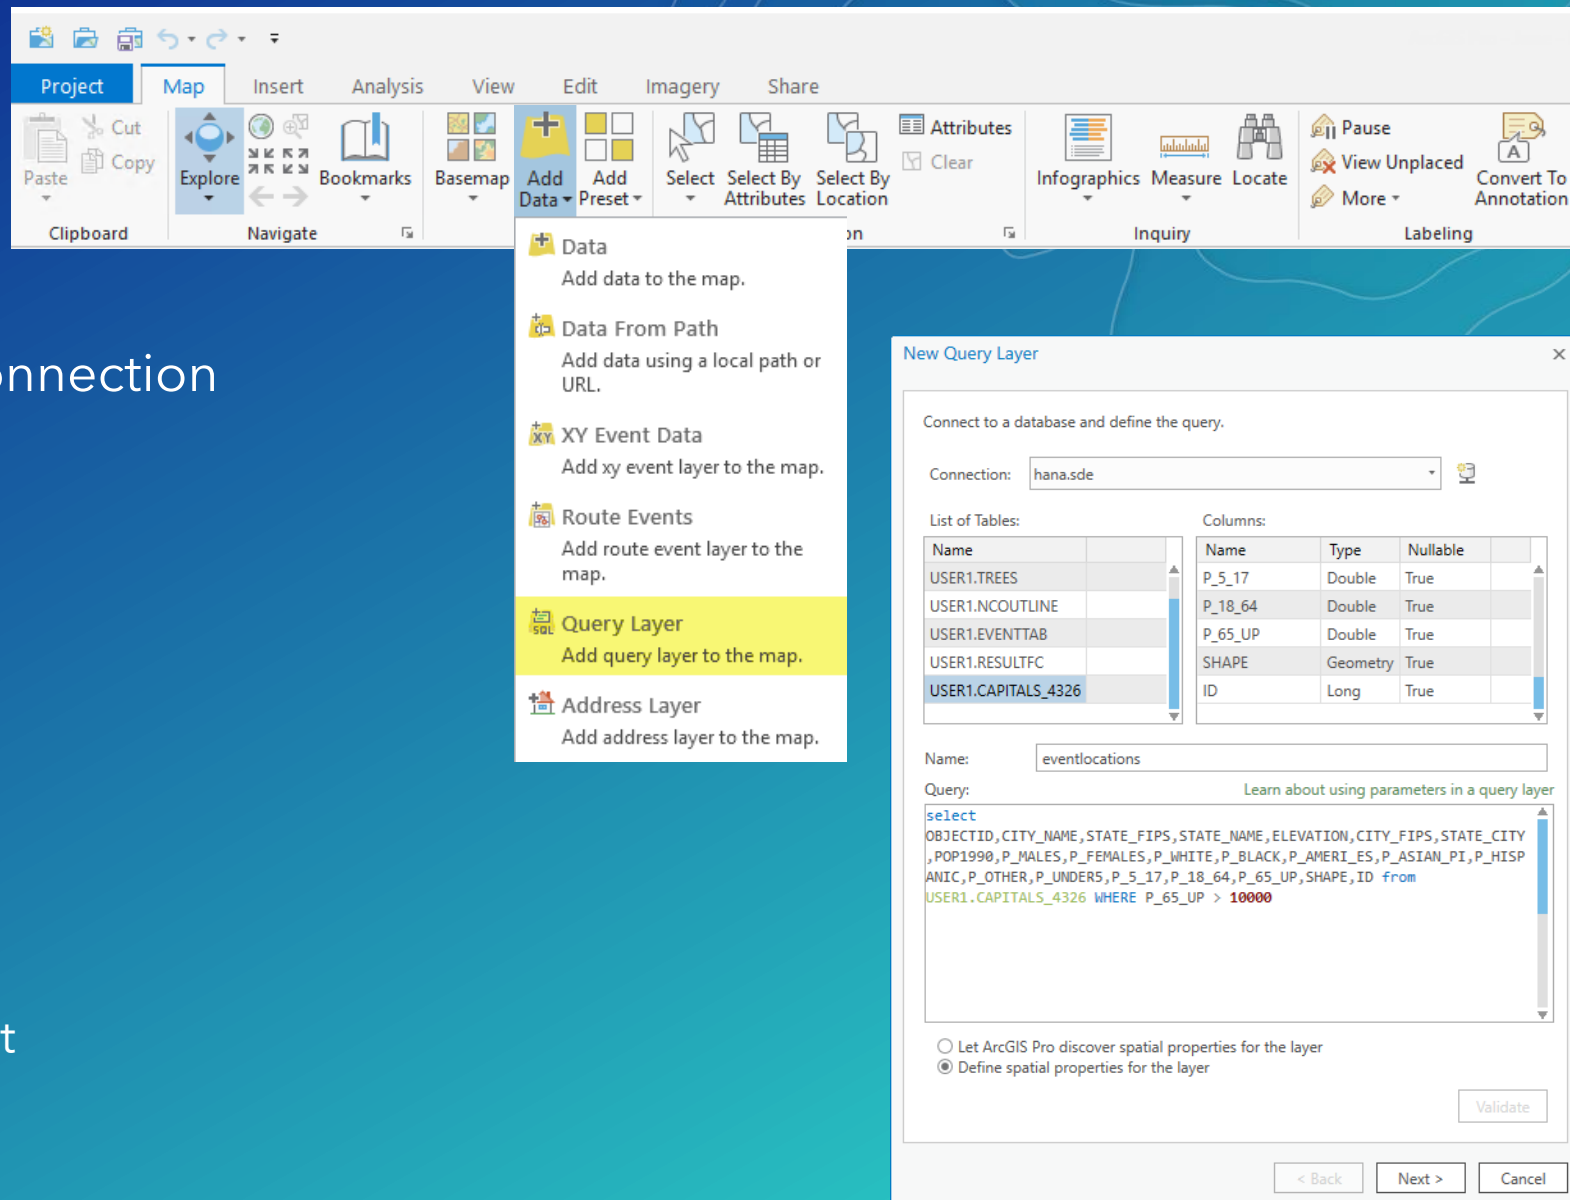 Project Map Insert Analysis View Edit Imagery Share
Paste
Cut
Copy
Clipboard
Explore
Bookmarks
Navigate
Basemap
Add Data
Add Preset
Select
Select By Attributes
Select By Location
Attributes
Clear
on
Infographics
Measure
Locate
Inquiry
Pause
View Unplaced
More
Convert To Annotation
Labeling
Data
Add data to the map.
Data From Path
Add data using a local path or
URL.
XY
XY Event Data
Add xy event layer to the map.
Route Events
Add route event layer to the
map.
SQL
Query Layer
Add query layer to the map.
Address Layer
Add address layer to the map.
onnection
t
New Query Layer
Connect to a database and define the query.
Connection: hana.sde
List of Tables:
Name
USER1.TREES
USER1.NCOUTLINE
USER1.EVENTTAB
USER1.RESULTFC
USER1.CAPITALS_4326
Columns:
Name Type Nullable
P_5_17 Double True
P_18_64 Double True
P_65_UP Double True
SHAPE Geometry True
ID Long True
Name: eventlocations
Query: Learn about using parameters in a query layer
select
OBJECTID,CITY_NAME,STATE_FIPS,STATE_NAME,ELEVATION,CITY_FIPS,STATE_CITY
,POP1990,P_MALES,P_FEMALES,P_WHITE,P_BLACK,P_AMERI_ES,P_ASIAN_PI,P_HISP
ANIC,P_OTHER,P_UNDER5,P_5_17,P_18_64,P_65_UP,SHAPE,ID from
USER1.CAPITALS_4326 WHERE P_65_UP > 10000
Let ArcGIS Pro discover spatial properties for the layer
Define spatial properties for the layer
Validate
< Back Next > Cancel